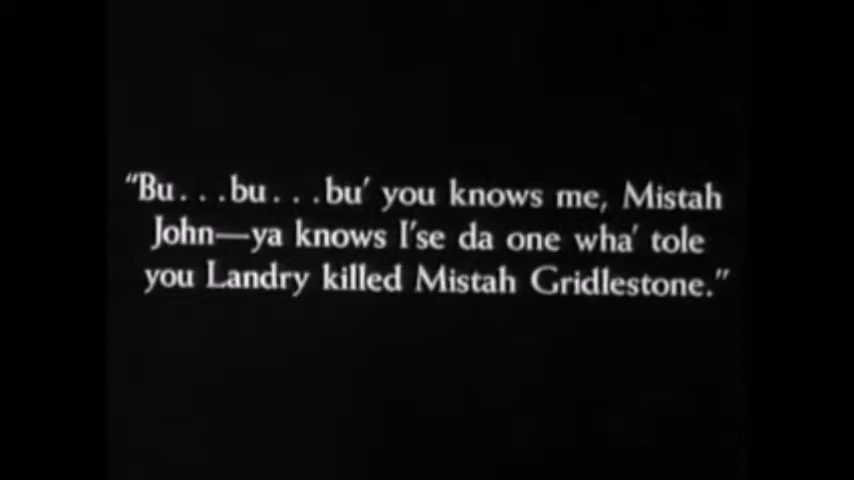 “Bu. . .bu. . .bu’ you knows me, Mistah
John—ya knows I’se da one wha’ tole
you Landry killed Mistah Gridlestone.”